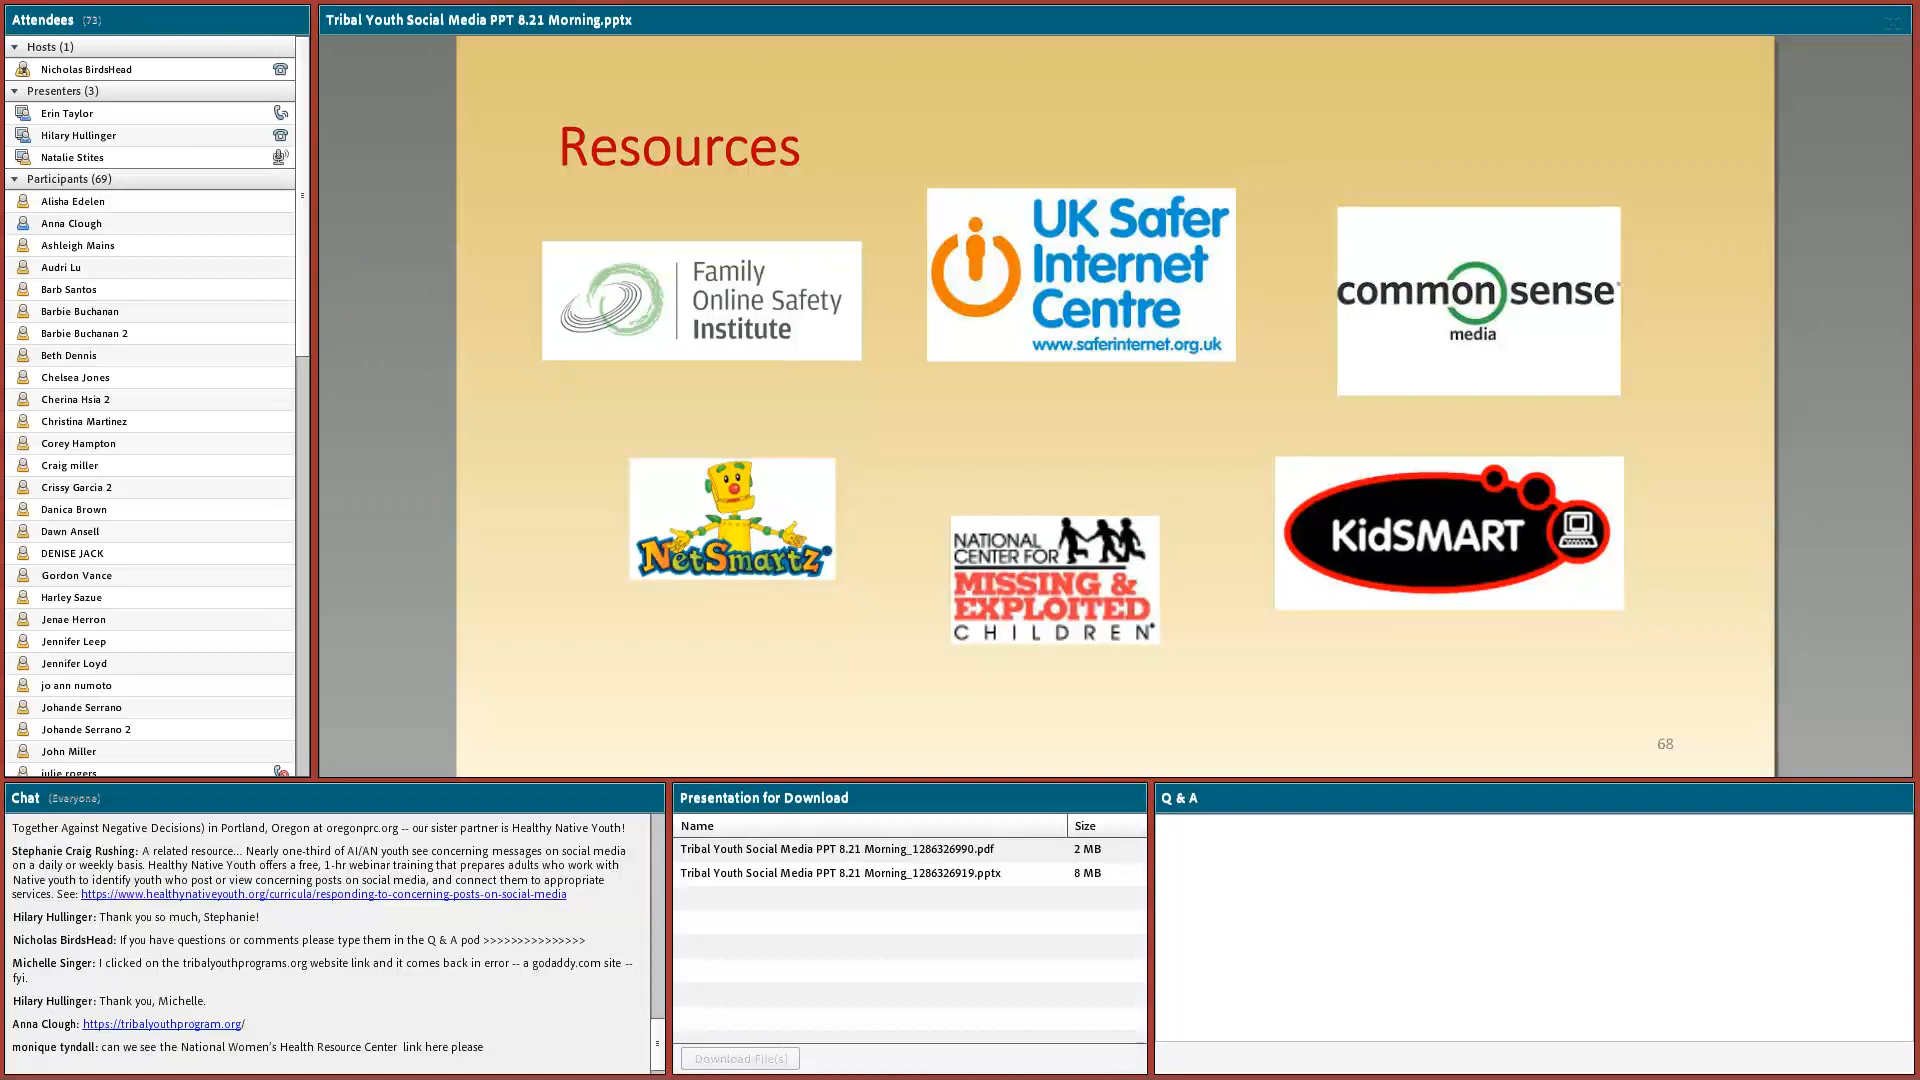 Attendees (73)
Hosts (1)
Nicholas BirdsHead
Presenters (3)
Erin Taylor
Hilary Hullinger
Natalie Stites
Participants (69)
Alisha Edelen
Anna Clough
Ashleigh Mains
Audri Lu
Barb Santos
Barbie Buchanan
Barbie Buchanan 2
Beth Dennis
Chelsea Jones
Cherina Hsia 2
Christina Martinez
Corey Hampton
Craig miller
Crissy Garcia 2
Danica Brown
Dawn Ansell
DENISE JACK
Gordon Vance
Harley Sazue
Jenae Herron
Jennifer Leep
Jennifer Loyd
jo ann numoto
Johande Serrano
Johande Serrano 2
John Miller
julie rogers
Tribal Youth Social Media PPT 8.21 Morning.pptx
Resources
Family
Online Safety
Institute
UK Safer
Internet
Centre
www.saferinternet.org.uk
common sense
media
NetSmartz®
NATIONAL
CENTER FOR
MISSING &
EXPLOITED
CHILDREN®
KidSMART
68
Chat (Everyone)
Together Against Negative Decisions) in Portland, Oregon at oregonprc.org -- our sister partner is Healthy Native Youth!
Stephanie Craig Rushing: A related resource... Nearly one-third of AI/AN youth see concerning messages on social media
on a daily or weekly basis. Healthy Native Youth offers a free, 1-hr webinar training that prepares adults who work with
Native youth to identify youth who post or view concerning posts on social media, and connect them to appropriate
services. See: https://www.healthynativeyouth.org/curricula/responding-to-concerning-posts-on-social-media
Hilary Hullinger: Thank you so much, Stephanie!
Nicholas BirdsHead: If you have questions or comments please type them in the Q & A pod >>>>>>>>>>>>>>>
Michelle Singer: I clicked on the tribalyouthprograms.org website link and it comes back in error -- a godaddy.com site --
fyi.
Hilary Hullinger: Thank you, Michelle.
Anna Clough: https://tribalyouthprogram.org/
monique tyndall: can we see the National Women's Health Resource Center link here please
Presentation for Download
Name Size
Tribal Youth Social Media PPT 8.21 Morning_1286326990.pdf 2 MB
Tribal Youth Social Media PPT 8.21 Morning_1286326919.pptx 8 MB
Download File(s)
Q & A